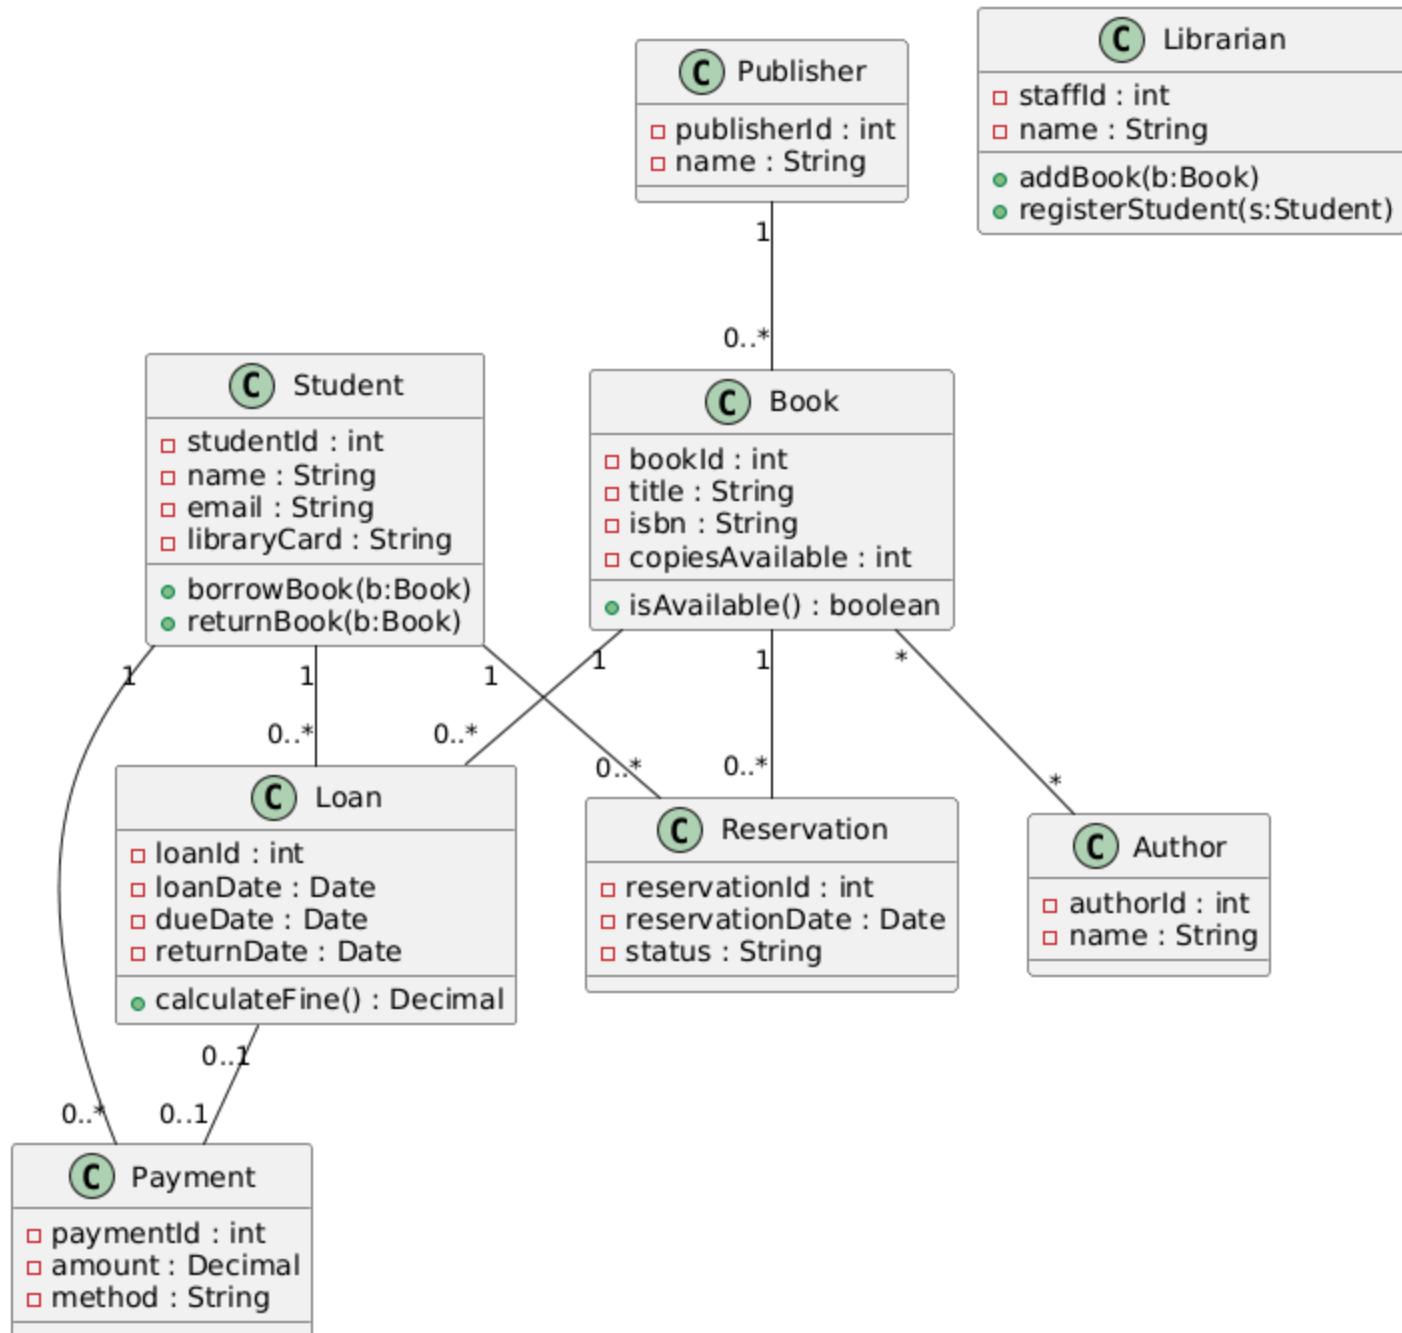 C Publisher
publisherId : int
name : String
C Librarian
staffId : int
name : String
addBook(b:Book)
registerStudent(s:Student)
1
0..*
C Student
studentId : int
name : String
email : String
libraryCard : String
borrowBook(b:Book)
returnBook(b:Book)
C Book
bookId : int
title : String
isbn : String
copiesAvailable : int
isAvailable() : boolean
1
1
1
1
1
*
0..*
0..*
0..*
0..*
*
C Loan
loanId : int
loanDate : Date
dueDate : Date
returnDate : Date
calculateFine() : Decimal
C Reservation
reservationId : int
reservationDate : Date
status : String
C Author
authorId : int
name : String
0..1
0..*
0..1
C Payment
paymentId : int
amount : Decimal
method : String